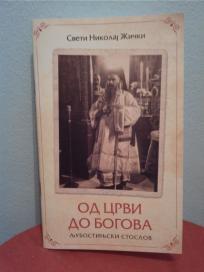 Свети Николај Жички
ОД ЦРВИ
ДО БОГОВА
ЉУБОСТИЊСКИ СТОСЛОВ